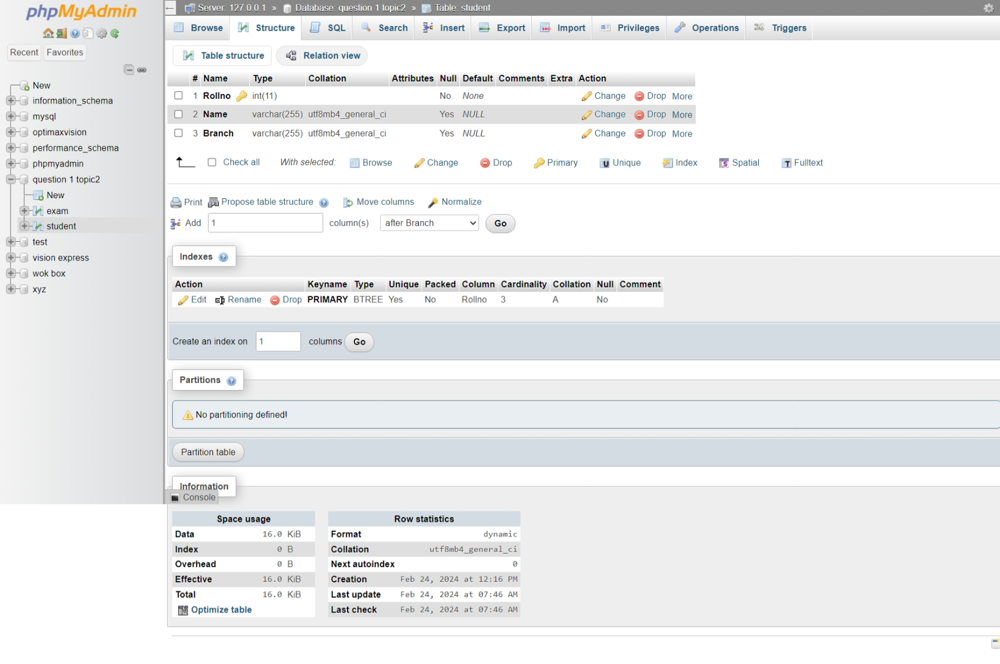 phpMyAdmin
Recent Favorites
New
information_schema
mysql
optimaxvision
performance_schema
phpmyadmin
question 1 topic2
New
exam
student
test
vision express
wok box
xyz
Server: 127.0.0.1 » Database: question 1 topic2 » Table: student
Browse Structure SQL Search Insert Export Import Privileges Operations Triggers
Table structure Relation view
# Name Type Collation Attributes Null Default Comments Extra Action
1 Rollno int(11) No None Change Drop More
2 Name varchar(255) utf8mb4_general_ci Yes NULL Change Drop More
3 Branch varchar(255) utf8mb4_general_ci Yes NULL Change Drop More
Check all With selected: Browse Change Drop Primary Unique Index Spatial Fulltext
Print Propose table structure Move columns Normalize
Add 1 column(s) after Branch Go
Indexes
Action Keyname Type Unique Packed Column Cardinality Collation Null Comment
Edit Rename Drop PRIMARY BTREE Yes No Rollno 3 A No
Create an index on 1 columns Go
Partitions
No partitioning defined!
Partition table
Information
Console
Space usage
Data 16.0 KiB
Index 0 B
Overhead 0 B
Effective 16.0 KiB
Total 16.0 KiB
Optimize table
Row statistics
Format dynamic
Collation utf8mb4_general_ci
Next autoindex 0
Creation Feb 24, 2024 at 12:16 PM
Last update Feb 24, 2024 at 07:46 AM
Last check Feb 24, 2024 at 07:46 AM